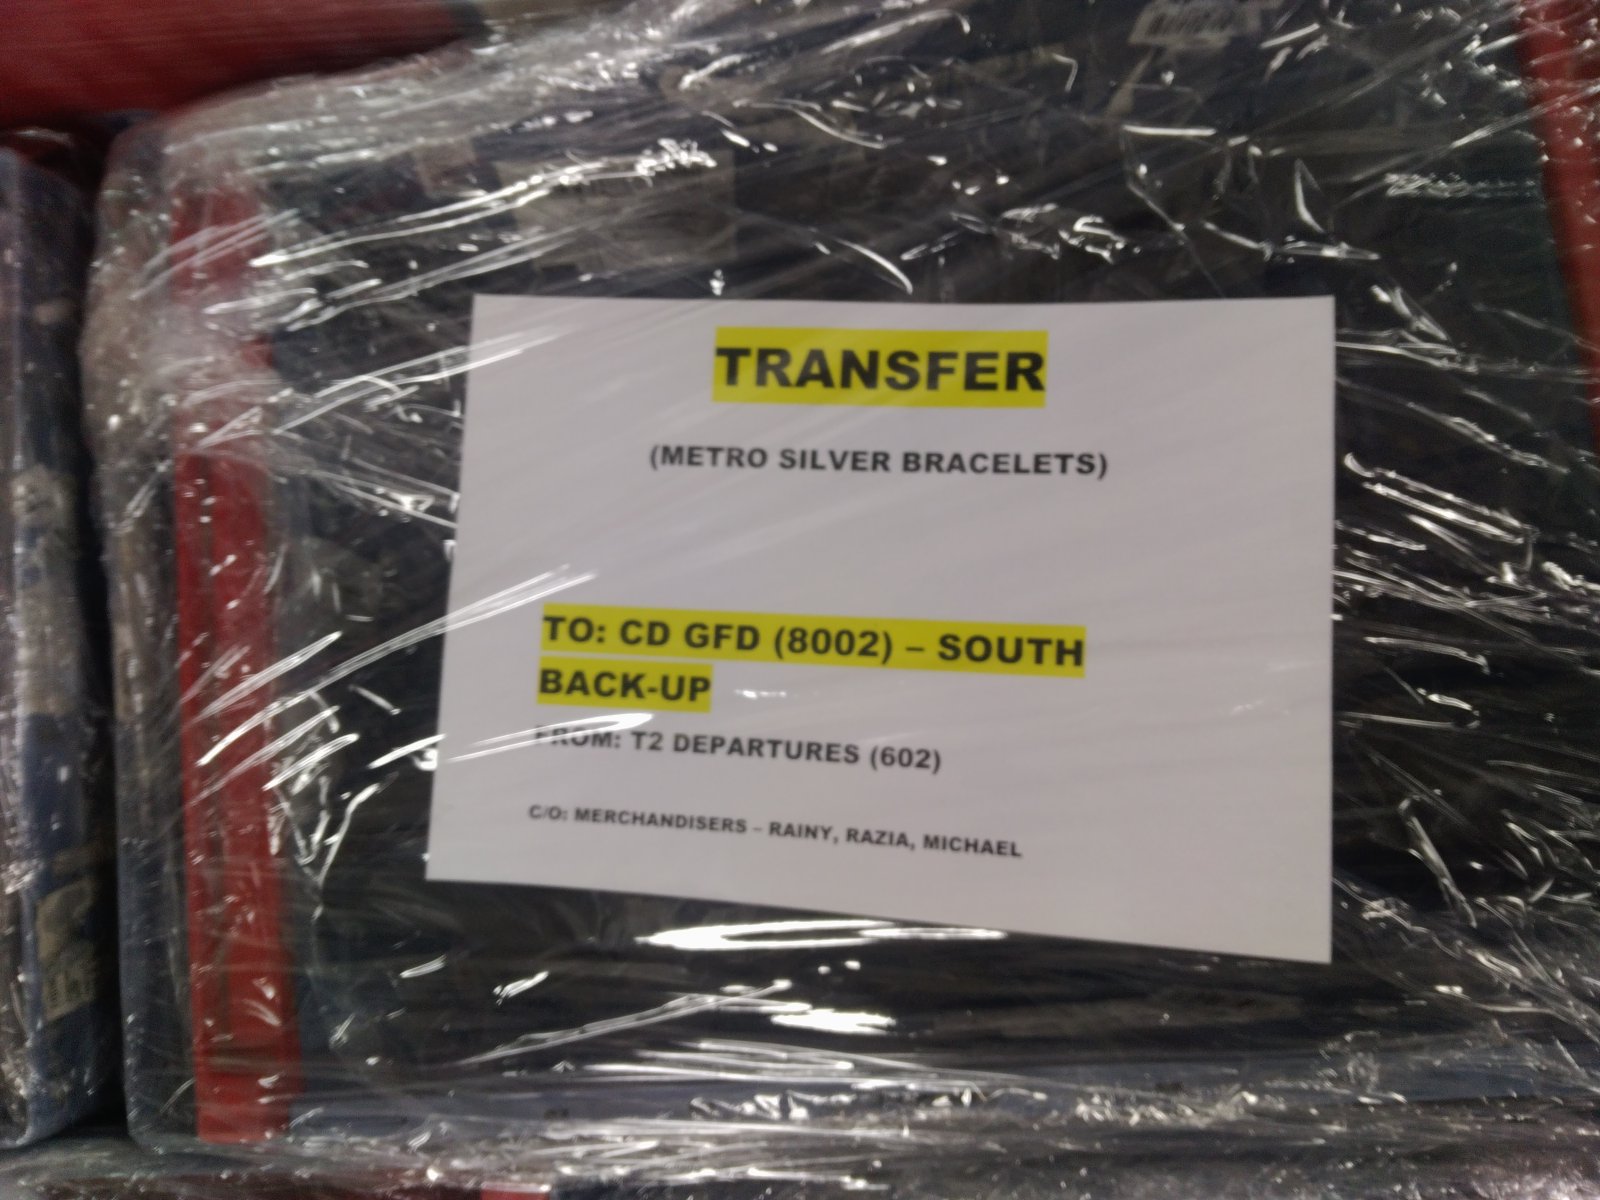 TRANSFER
(METRO SILVER BRACELETS)
TO: CD GFD (8002) – SOUTH
BACK-UP
FROM: T2 DEPARTURES (602)
C/O: MERCHANDISERS – RAINY, RAZIA, MICHAEL